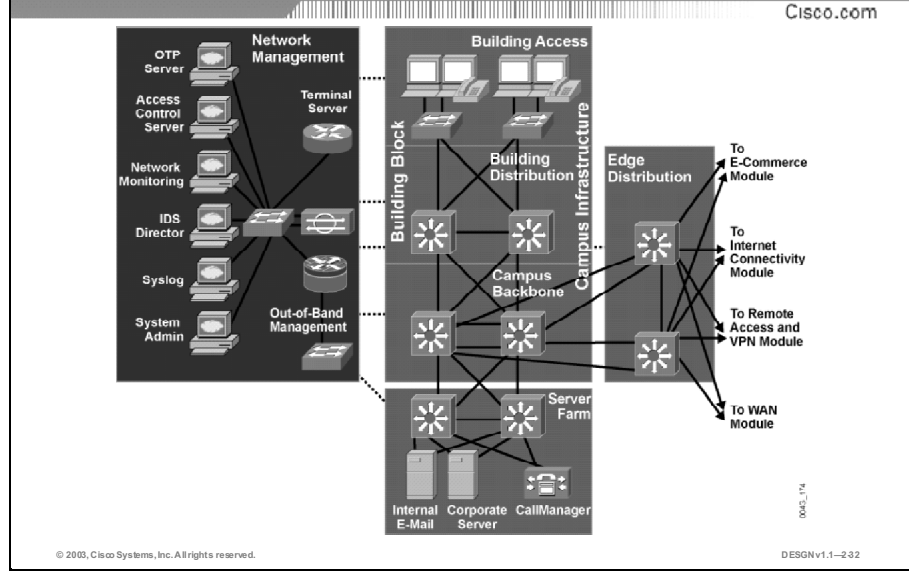 Cisco.com
Network
Management
OTP
Server
Access
Control
Server
Network
Monitoring
IDS
Director
Syslog
System
Admin
Terminal
Server
Out-of-Band
Management
Building Access
Building Block
Building
Distribution
Campus Infrastructure
Campus
Backbone
Edge
Distribution
Server
Farm
Internal
E-Mail
Corporate
Server
CallManager
To
E-Commerce
Module
To
Internet
Connectivity
Module
To Remote
Access and
VPN Module
To WAN
Module
004G_174
© 2003, Cisco Systems, Inc. All rights reserved.
DESGN v1.1—2-32